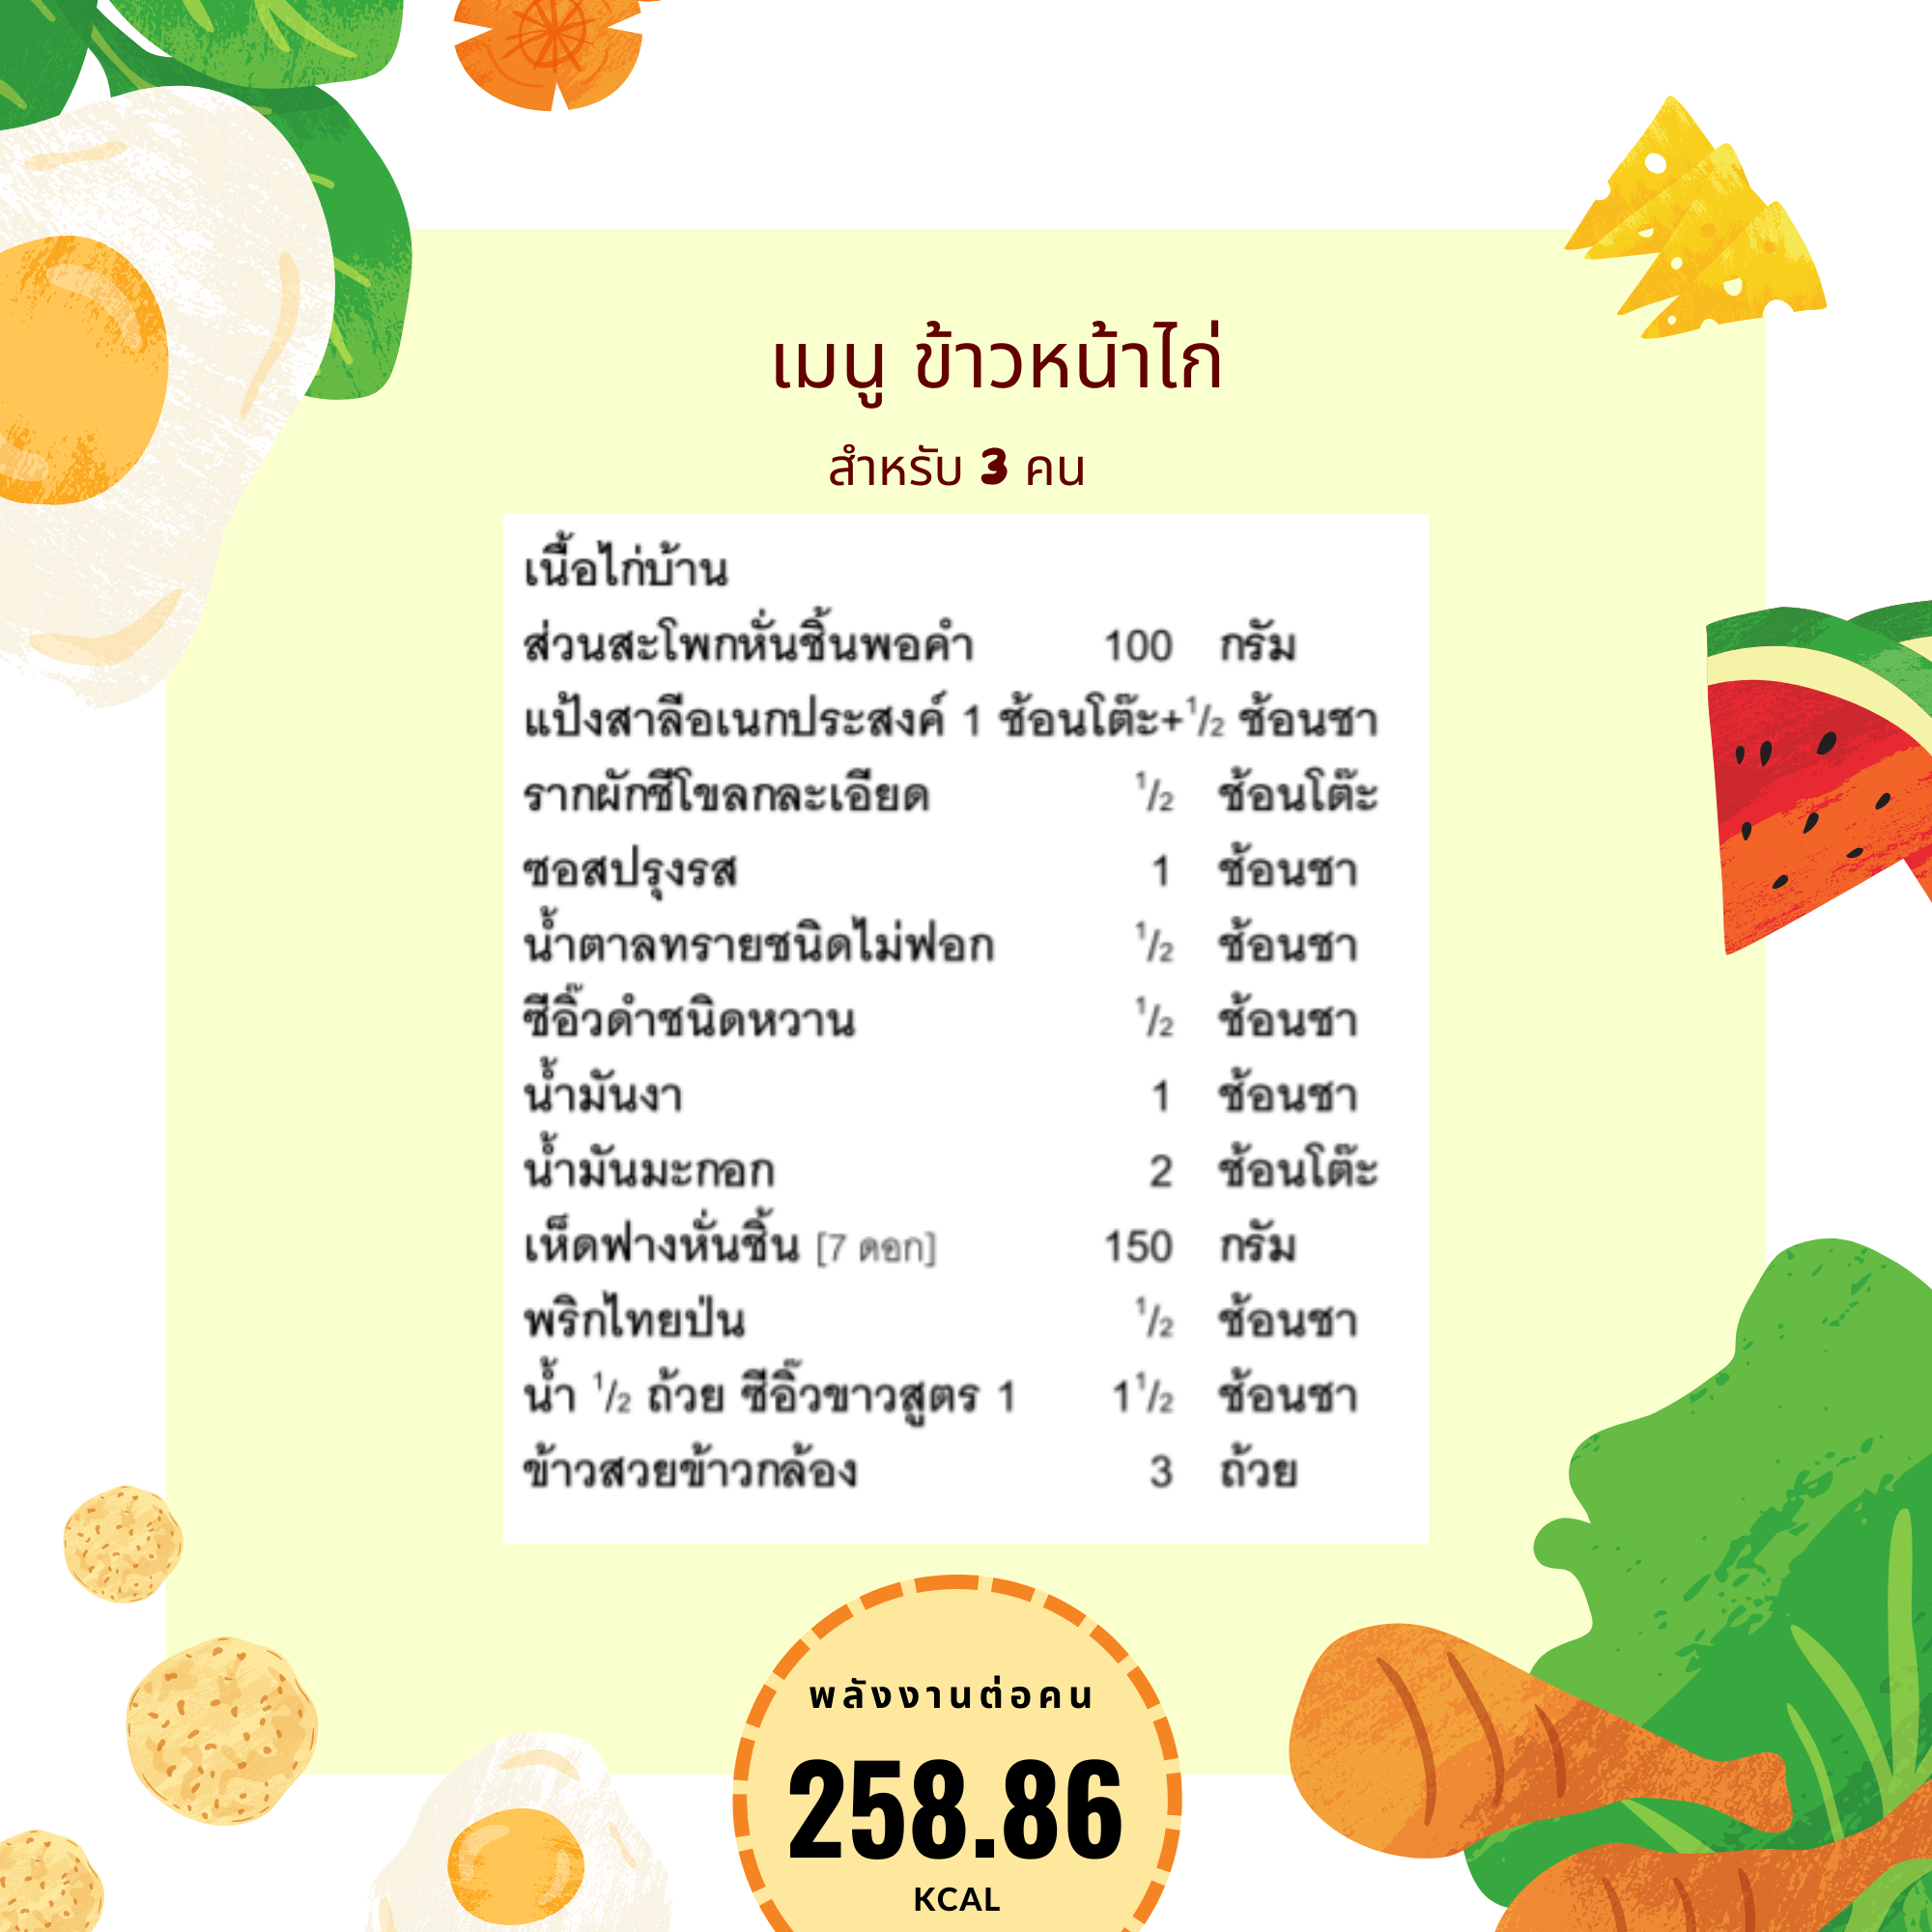 เมนู ข้าวหน้าไก่
สำหรับ 3 คน
เนื้อไก่บ้าน
ส่วนสะโพกหั่นชิ้นพอคำ 100 กรัม
แป้งสาลีอเนกประสงค์ 1 ช้อนโต๊ะ+1/2 ช้อนชา
รากผักชีโขลกละเอียด 1/2 ช้อนโต๊ะ
ซอสปรุงรส 1 ช้อนชา
น้ำตาลทรายชนิดไม่ฟอก 1/2 ช้อนชา
ซีอิ๊วดำชนิดหวาน 1/2 ช้อนชา
น้ำมันงา 1 ช้อนชา
น้ำมันมะกอก 2 ช้อนโต๊ะ
เห็ดฟางหั่นชิ้น [7 ดอก] 150 กรัม
พริกไทยป่น 1/2 ช้อนชา
น้ำ 1/2 ถ้วย ซีอิ๊วขาวสูตร 1 1 1/2 ช้อนชา
ข้าวสวยข้าวกล้อง 3 ถ้วย
พลังงานต่อคน
258.86
KCAL